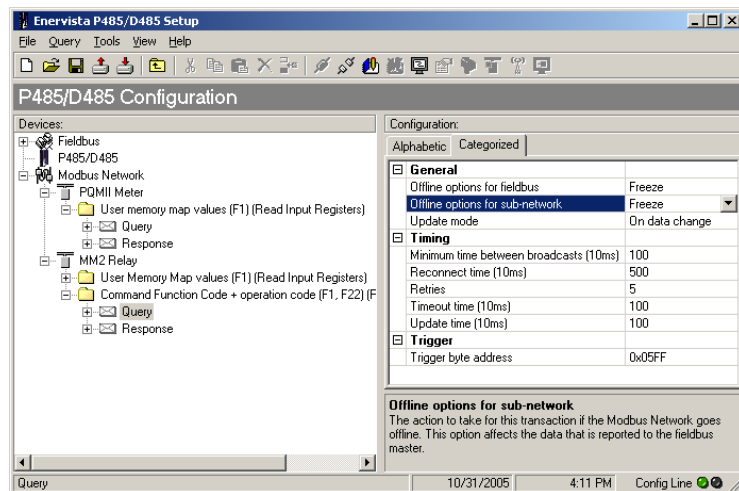 Enervista P485/D485 Setup
File Query Tools View Help
P485/D485 Configuration
Devices:
Fieldbus
P485/D485
Modbus Network
PQMII Meter
User memory map values (F1) (Read Input Registers)
Query
Response
MM2 Relay
User Memory Map values (F1) (Read Input Registers)
Command Function Code + operation code (F1, F22) (F
Query
Response
Configuration:
Alphabetic Categorized
General
Offline options for fieldbus Freeze
Offline options for sub-network Freeze
Update mode On data change
Timing
Minimum time between broadcasts (10ms) 100
Reconnect time (10ms) 500
Retries 5
Timeout time (10ms) 100
Update time (10ms) 100
Trigger
Trigger byte address 0x05FF
Offline options for sub-network
The action to take for this transaction if the Modbus Network goes
offline. This option affects the data that is reported to the fieldbus
master.
Query 10/31/2005 4:11 PM Config Line